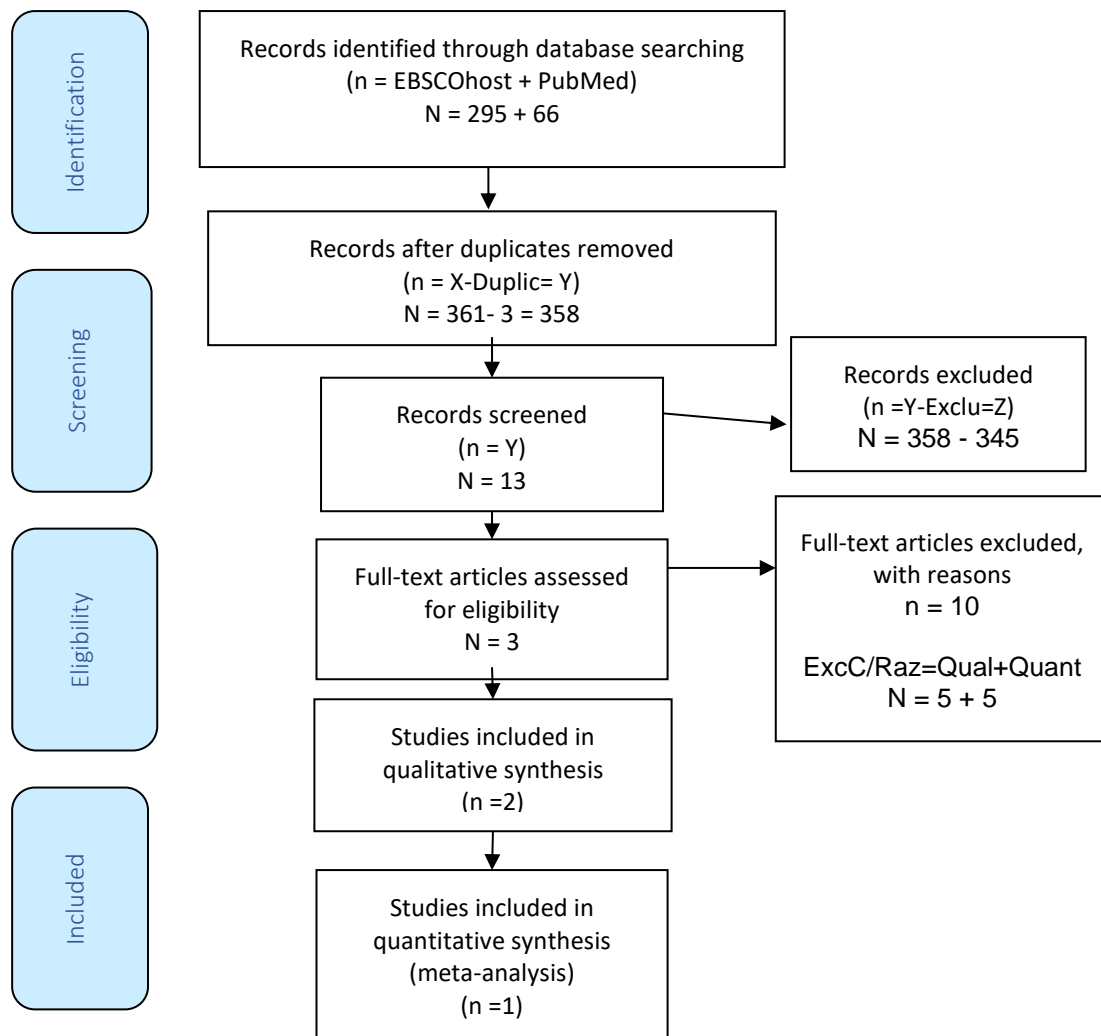 Identification
Records identified through database searching
(n = EBSCOhost + PubMed)
N = 295 + 66
Records after duplicates removed
(n = X-Duplic= Y)
N = 361- 3 = 358
Screening
Records screened
(n = Y)
N = 13
Records excluded
(n =Y-Exclu=Z)
N = 358 - 345
Eligibility
Full-text articles assessed
for eligibility
N = 3
Full-text articles excluded,
with reasons
n = 10
ExcC/Raz=Qual+Quant
N = 5 + 5
Studies included in
qualitative synthesis
(n =2)
Included
Studies included in
quantitative synthesis
(meta-analysis)
(n =1)